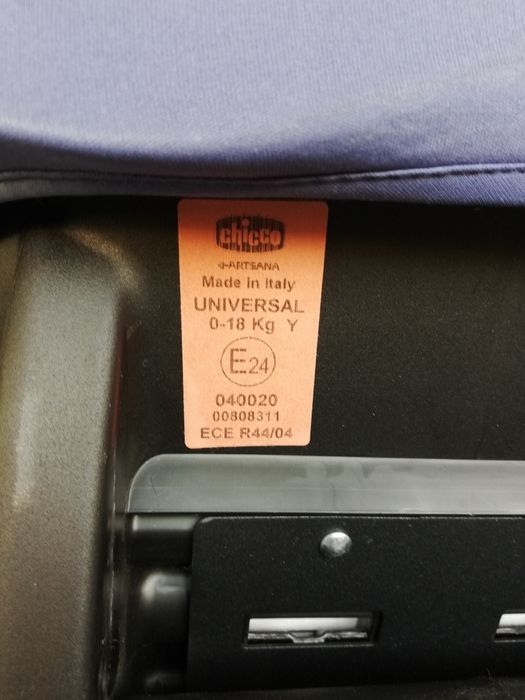 chicco
ARTSANA
Made in Italy
UNIVERSAL
0-18 Kg Y
E24
040020
00808311
ECE R44/04